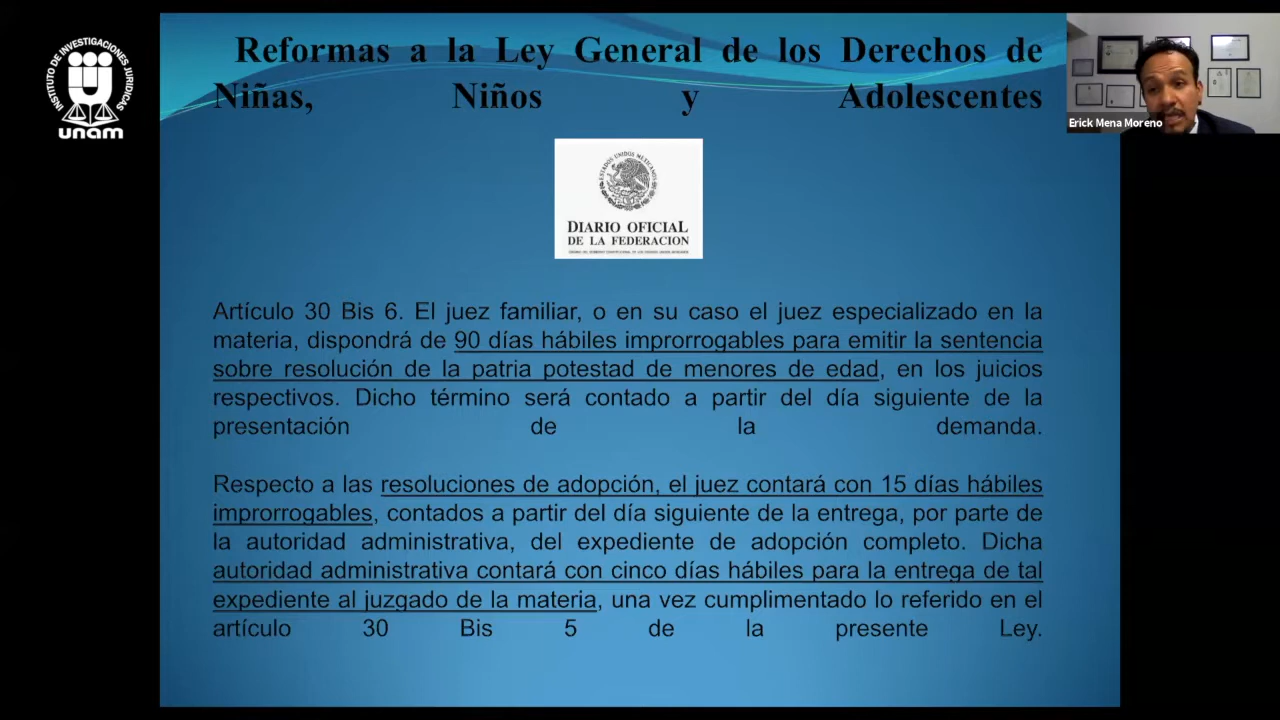 INSTITUTO DE INVESTIGACIONES JURIDICAS
unam
Reformas a la Ley General de los Derechos de
Niñas, Niños y Adolescentes
Erick Mena Moreno
ESTADOS UNIDOS MEXICANOS
DIARIO OFICIAL
DE LA FEDERACION
Artículo 30 Bis 6. El juez familiar, o en su caso el juez especializado en la
materia, dispondrá de 90 días hábiles improrrogables para emitir la sentencia
sobre resolución de la patria potestad de menores de edad, en los juicios
respectivos. Dicho término será contado a partir del día siguiente de la
presentación de la demanda.
Respecto a las resoluciones de adopción, el juez contará con 15 días hábiles
improrrogables, contados a partir del día siguiente de la entrega, por parte de
la autoridad administrativa, del expediente de adopción completo. Dicha
autoridad administrativa contará con cinco días hábiles para la entrega de tal
expediente al juzgado de la materia, una vez cumplimentado lo referido en el
artículo 30 Bis 5 de la presente Ley.